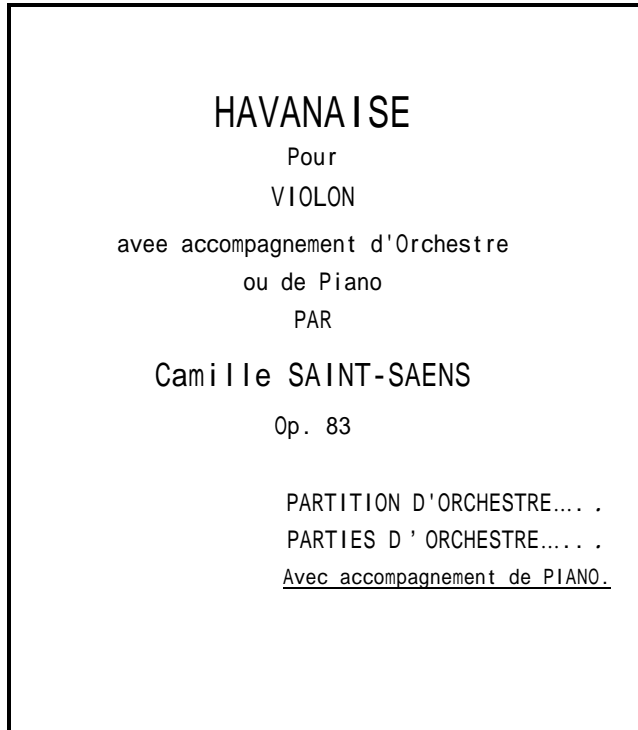 HAVANAISE
Pour
VIOLON
avee accompagnement d'Orchestre
ou de Piano
PAR
Camille SAINT-SAENS
Op. 83
PARTITION D'ORCHESTRE.... .
PARTIES D ' ORCHESTRE..... .
Avec accompagnement de PIANO.